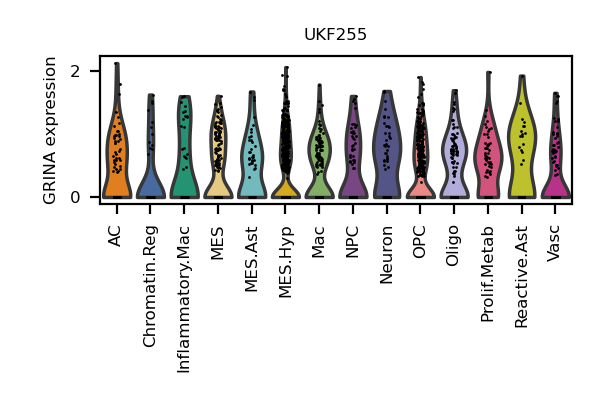 UKF255
GRINA expression
2
0
AC
Chromatin.Reg
Inflammatory.Mac
MES
MES.Ast
MES.Hyp
Mac
NPC
Neuron
OPC
Oligo
Prolif.Metab
Reactive.Ast
Vasc